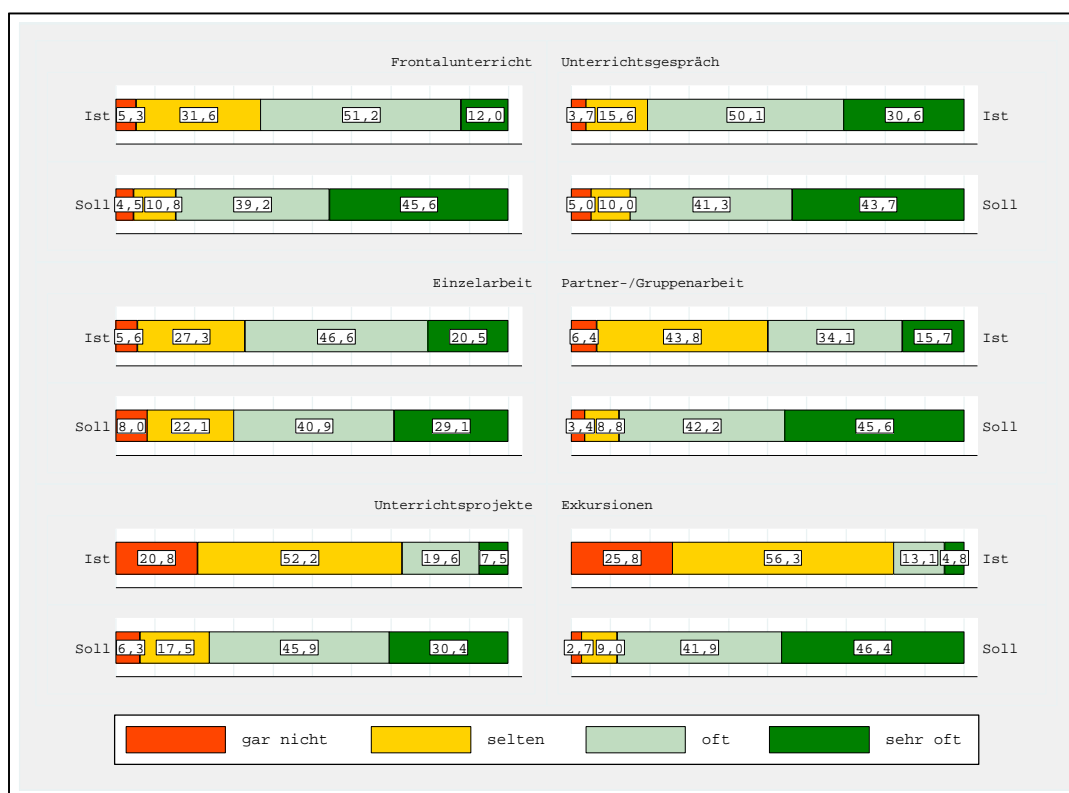 Frontalunterricht Unterrichtsgespräch
Ist 5,3 31,6 51,2 12,0 3,7 15,6 50,1 30,6 Ist
Soll 4,5 10,8 39,2 45,6 5,0 10,0 41,3 43,7 Soll
Einzelarbeit Partner-/Gruppenarbeit
Ist 5,6 27,3 46,6 20,5 6,4 43,8 34,1 15,7 Ist
Soll 8,0 22,1 40,9 29,1 3,4 8,8 42,2 45,6 Soll
Unterrichtsprojekte Exkursionen
Ist 20,8 52,2 19,6 7,5 25,8 56,3 13,1 4,8 Ist
Soll 6,3 17,5 45,9 30,4 2,7 9,0 41,9 46,4 Soll
gar nicht selten oft sehr oft